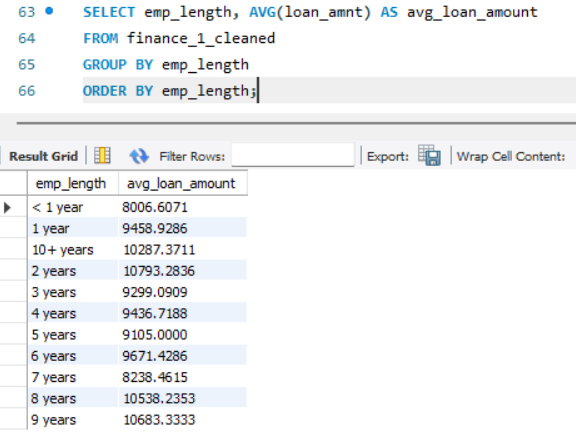 63 SELECT emp_length, AVG(loan_amnt) AS avg_loan_amount
64 FROM finance_1_cleaned
65 GROUP BY emp_length
66 ORDER BY emp_length;
Result Grid Filter Rows: Export: Wrap Cell Content:
emp_length avg_loan_amount
< 1 year 8006.6071
1 year 9458.9286
10+ years 10287.3711
2 years 10793.2836
3 years 9299.0909
4 years 9436.7188
5 years 9105.0000
6 years 9671.4286
7 years 8238.4615
8 years 10538.2353
9 years 10683.3333